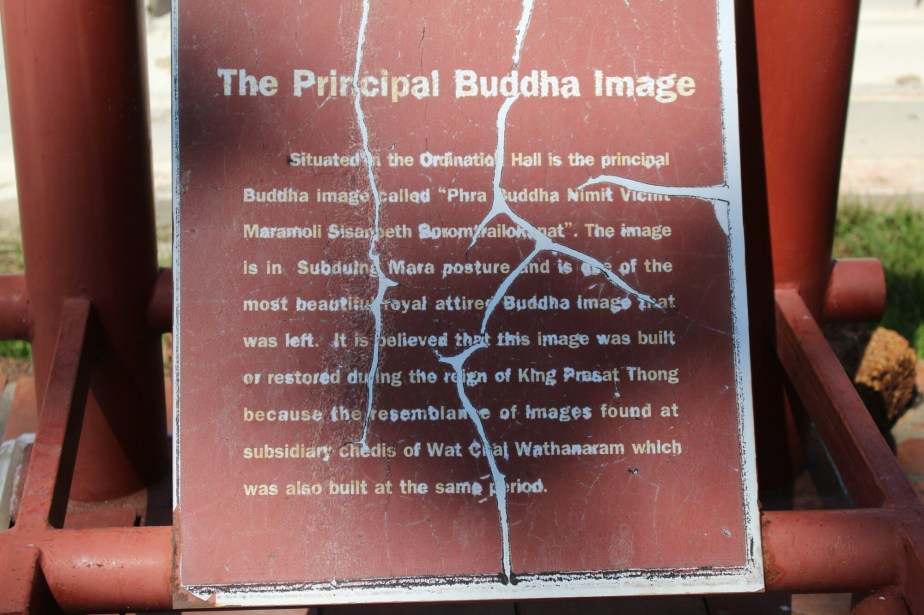 The Principal Buddha Image
Situated in the Ordination Hall is the principal
Buddha image called “Phra Buddha Nimit Vichit
Maramoli Sisanpeth Boromtrailokanat”. The image
is in Subduing Mara posture and is one of the
most beautiful royal attired Buddha image that
was left. It is believed that this image was built
or restored during the reign of King Prasat Thong
because the resemblance of images found at
subsidiary chedis of Wat Chai Wathanaram which
was also built at the same period.